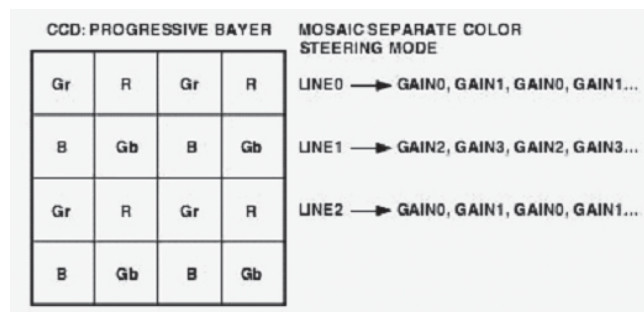 CCD: PROGRESSIVE BAYER
MOSAIC SEPARATE COLOR
STEERING MODE
Gr R Gr R
LINE0 GAIN0, GAIN1, GAIN0, GAIN1...
B Gb B Gb
LINE1 GAIN2, GAIN3, GAIN2, GAIN3...
Gr R Gr R
LINE2 GAIN0, GAIN1, GAIN0, GAIN1...
B Gb B Gb